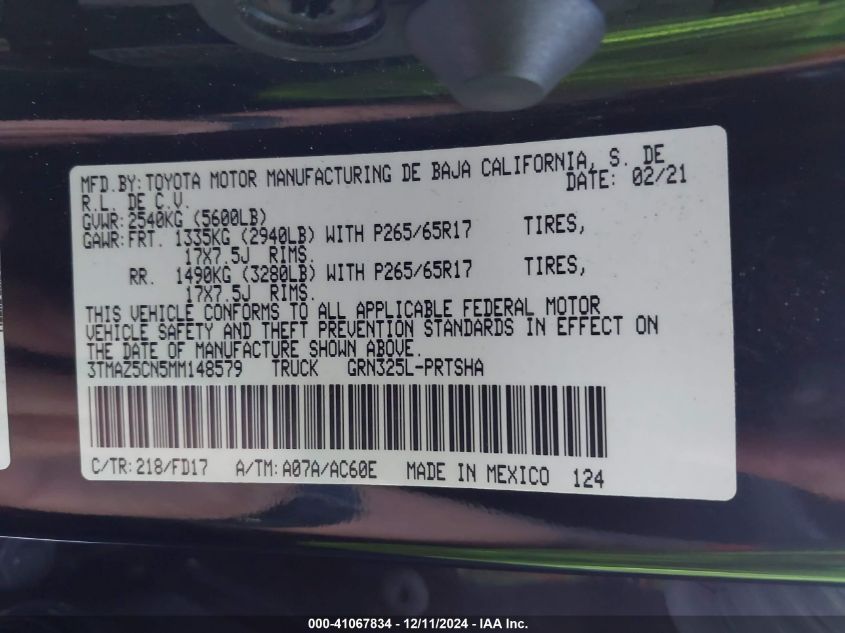 MFD.BY: TOYOTA MOTOR MANUFACTURING DE BAJA CALIFORNIA, S. DE
R.L. DE C.V. DATE: 02/21
GVWR: 2540KG (5600LB)
GAWR: FRT. 1335KG (2940LB) WITH P265/65R17 TIRES,
17X7.5J RIMS.
RR. 1490KG (3280LB) WITH P265/65R17 TIRES,
17X7.5J RIMS.
THIS VEHICLE CONFORMS TO ALL APPLICABLE FEDERAL MOTOR
VEHICLE SAFETY AND THEFT PREVENTION STANDARDS IN EFFECT ON
THE DATE OF MANUFACTURE SHOWN ABOVE.
3TMAZ5CN5MM148579 TRUCK GRN325L-PRTSHA
C/TR: 218/FD17 A/TM: A07A/AC60E MADE IN MEXICO 124
000-41067834 - 12/11/2024 - IAA Inc.